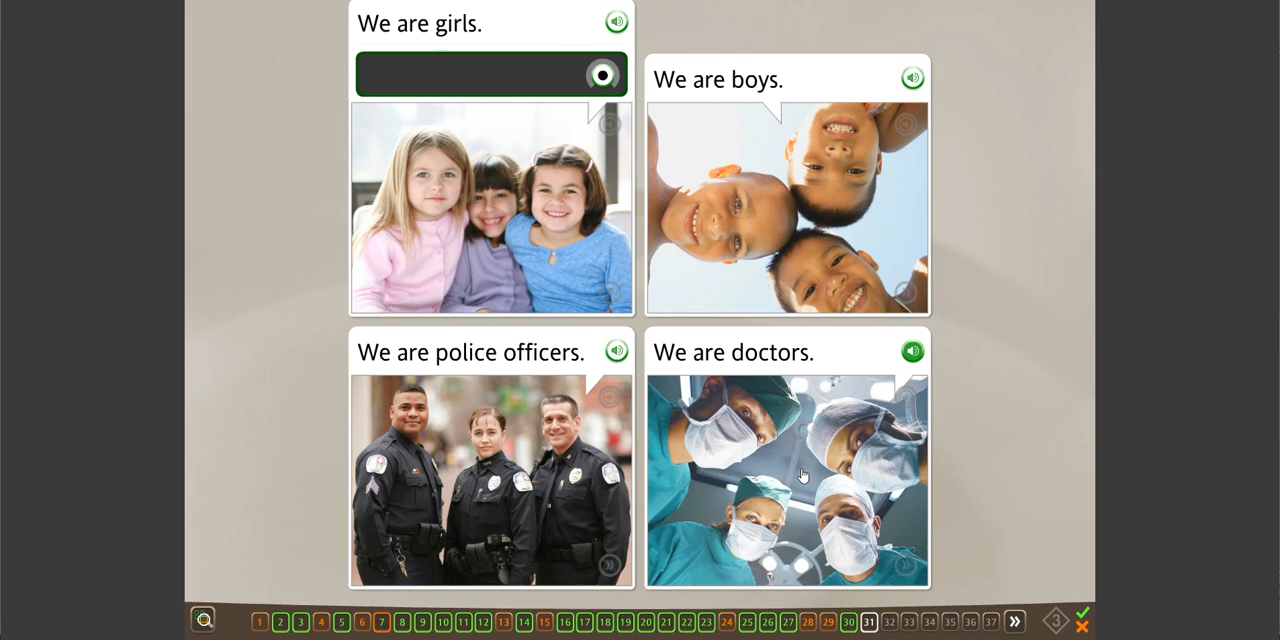 We are girls.
We are boys.
We are police officers.
We are doctors.
1 2 3 4 5 6 7 8 9 10 11 12 13 14 15 16 17 18 19 20 21 22 23 24 25 26 27 28 29 30 31 32 33 34 35 36 37 » 3